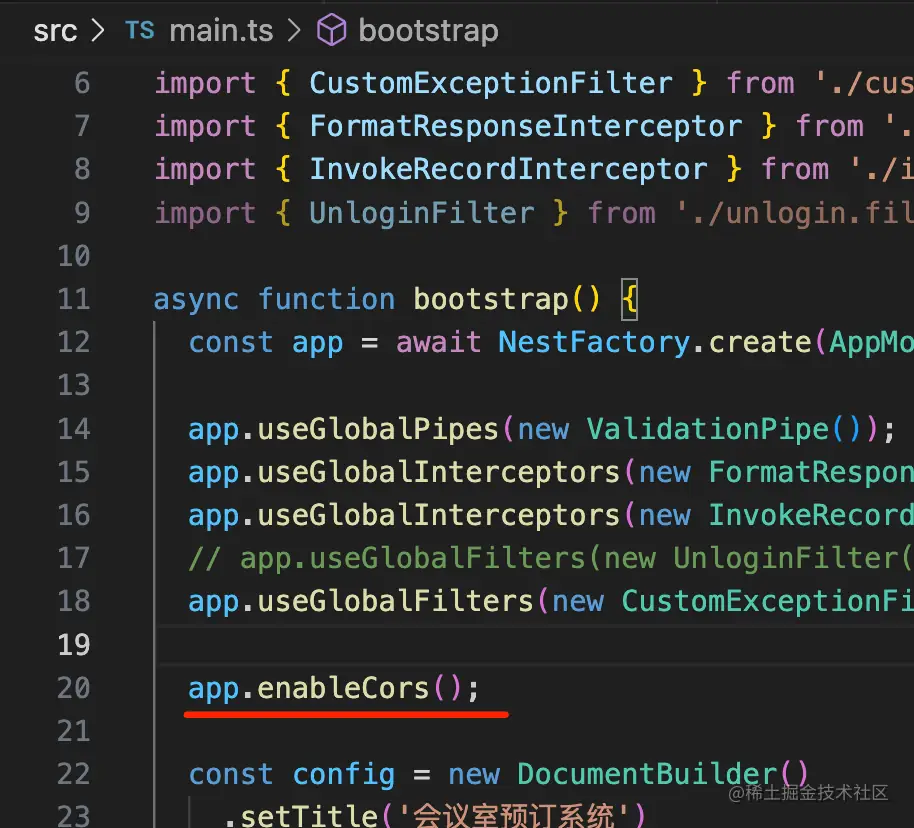 src > TS main.ts > bootstrap
6 import { CustomExceptionFilter } from './cus
7 import { FormatResponseInterceptor } from '.
8 import { InvokeRecordInterceptor } from './i
9 import { UnloginFilter } from './unlogin.fil
10
11 async function bootstrap() {
12 const app = await NestFactory.create(AppMo
13
14 app.useGlobalPipes(new ValidationPipe());
15 app.useGlobalInterceptors(new FormatRespon
16 app.useGlobalInterceptors(new InvokeRecord
17 // app.useGlobalFilters(new UnloginFilter(
18 app.useGlobalFilters(new CustomExceptionFi
19
20 app.enableCors();
21
22 const config = new DocumentBuilder()
23 .setTitle('会议室预订系统')
@稀土掘金技术社区